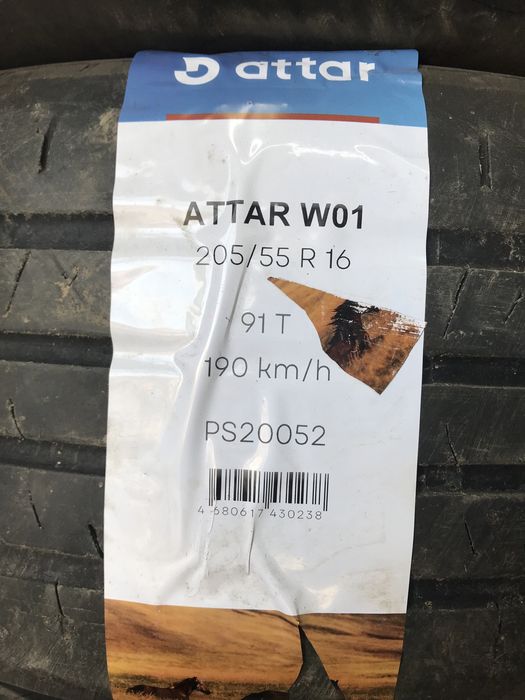 attar
ATTAR W01
205/55 R 16
91 T
190 km/h
PS20052
4 680617 430238